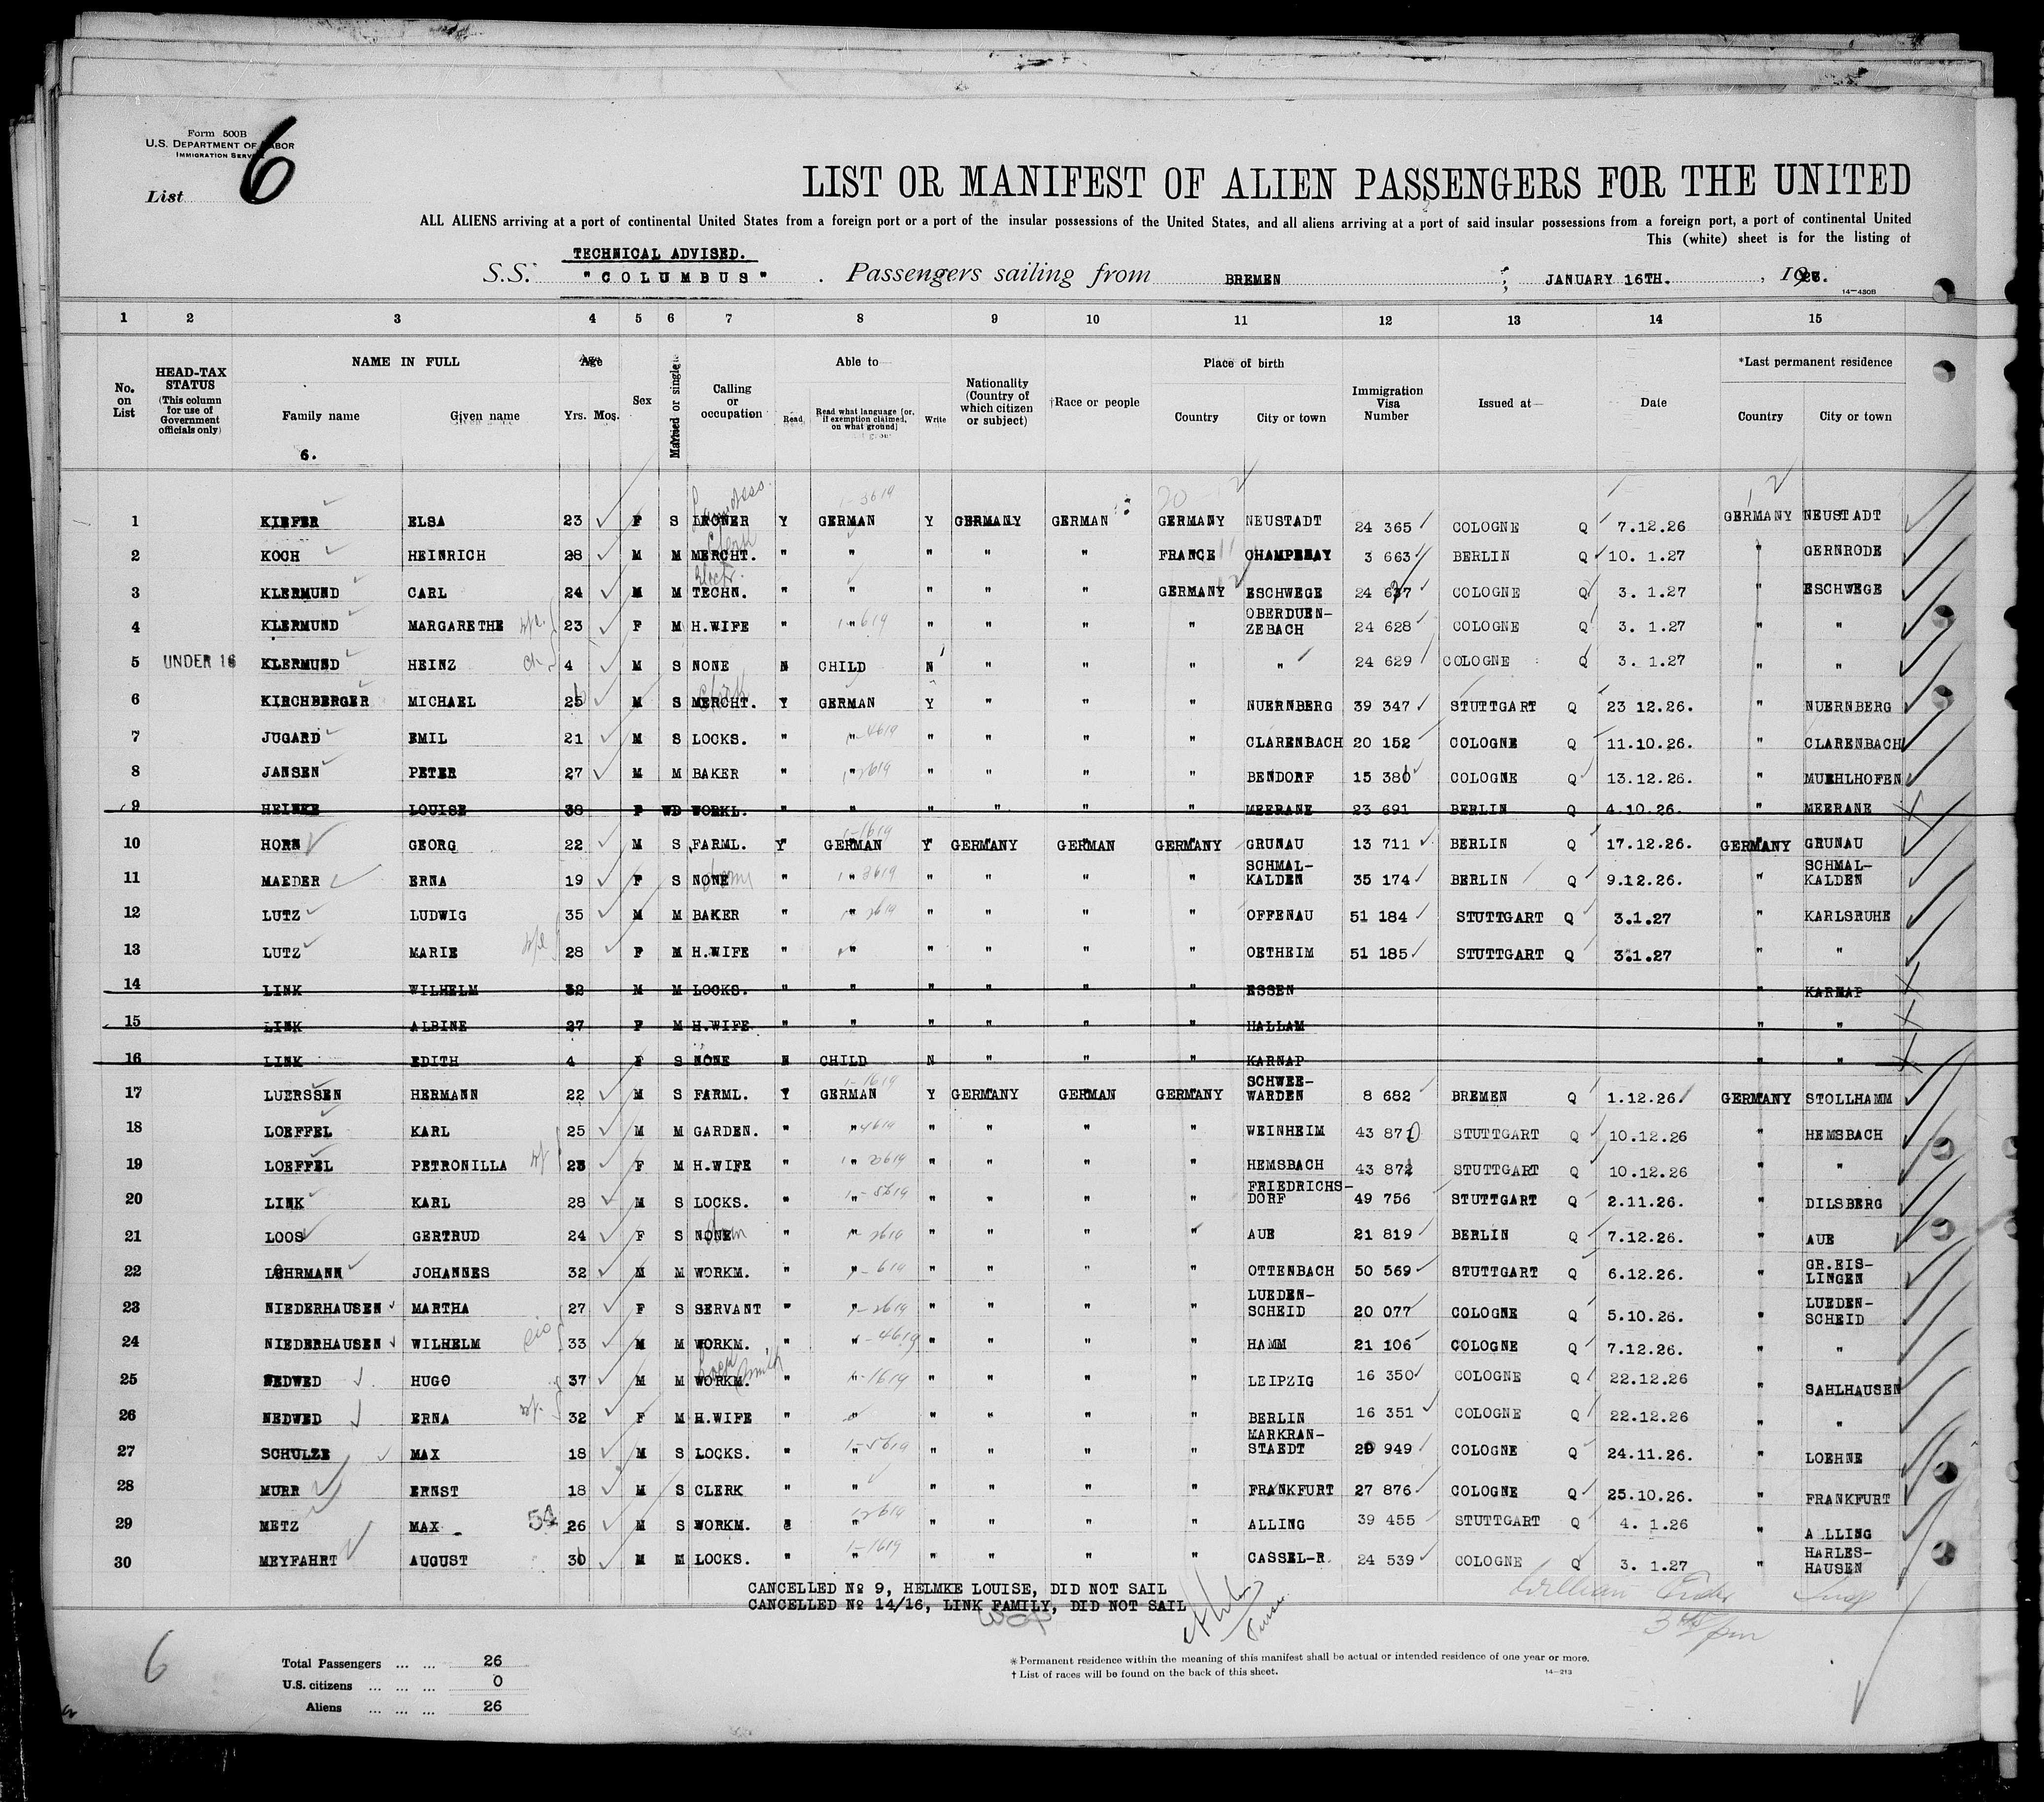 Form 500B
U.S. DEPARTMENT OF LABOR
IMMIGRATION SERVICE
List 6
LIST OR MANIFEST OF ALIEN PASSENGERS FOR THE UNITED
ALL ALIENS arriving at a port of continental United States from a foreign port or a port of the insular possessions of the United States, and all aliens arriving at a port of said insular possessions from a foreign port, a port of continental United
This (white) sheet is for the listing of
TECHNICAL ADVISED.
S.S. "COLUMBUS" . Passengers sailing from BREMEN ; JANUARY 16TH. , 19
14-430B
1 2 3 4 5 6 7 8 9 10 11 12 13 14 15
No. on List HEAD-TAX STATUS (This column for use of Government officials only) NAME IN FULL Family name Given name Age Yrs. Mos. Sex Married or single Calling or occupation Able to Read Read what language [or, if exemption claimed, on what ground] Write Nationality (Country of which citizen or subject) †Race or people Place of birth Country City or town Immigration Visa Number Issued at— Date *Last permanent residence Country City or town
6.
1 KIEFER ELSA 23 F S Y GERMAN Y GERMANY GERMAN GERMANY NEUSTADT 24 365 COLOGNE Q 7.12.26 GERMANY NEUSTADT
2 KOCH HEINRICH 28 M M MERCHT. " " " " " FRANCE CHAMPENAY 3 663 BERLIN Q 10. 1.27 " GERNRODE
3 KLERMUND CARL 24 M M TECHN. " " " " " GERMANY ESCHWEGE 24 COLOGNE Q 3. 1.27 " ESCHWEGE
4 KLERMUND MARGARETHE 23 F M H.WIFE " " " " " " OBERDUEN-ZEBACH 24 628 COLOGNE Q 3. 1.27 " "
5 UNDER 16 KLERMUND HEINZ 4 M S NONE N CHILD N " " " " 24 629 COLOGNE Q 3. 1.27 " "
6 KIRCHBERGER MICHAEL M S MERCHT. Y GERMAN Y " " " NUERNBERG 39 347 STUTTGART Q 23 12.26. " NUERNBERG
7 JUGARD EMIL 21 M S LOCKS. " " " " " " CLARENBACH 20 152 COLOGNE Q 11.10.26. " CLARENBACH
8 JANSEN PETER 27 M M BAKER " " " " " " BENDORF 15 COLOGNE Q 13.12.26. " MUEHLHOFEN
9 LOUISE 38 F WD WORKL. " " " " " " MEERANE 23 691 BERLIN Q 4.10.26. " MEERANE
10 HORN GEORG 22 M S FARML. Y GERMAN Y GERMANY GERMAN GERMANY GRUNAU 13 711 BERLIN Q 17.12.26. GERMANY GRUNAU
11 MAEDER ERNA 19 F S NONE " " " " " " SCHMAL-KALDEN 35 174 BERLIN Q 9.12.26. " SCHMAL-KALDEN
12 LUTZ LUDWIG 35 M M BAKER " " " " " " OFFENAU 51 184 STUTTGART Q 3.1.27 " KARLSRUHE
13 LUTZ MARIE 28 F M H.WIFE " " " " " " OETHEIM 51 185 STUTTGART Q 3.1.27 " "
14 LINK WILHELM 32 M M LOCKS. " " " " " " ESSEN " KARNAP
15 LINK ALBINE 27 F M H.WIFE " " " " " " HALLAM " "
16 LINK EDITH 4 F S NONE N CHILD N " " " KARNAP " "
17 LUERSSEN HERMANN 22 M S FARML. Y GERMAN Y GERMANY GERMAN GERMANY SCHWEE-WARDEN 8 682 BREMEN Q 1.12.26. GERMANY STOLLHAMM
18 LOEFFEL KARL 25 M M GARDEN. " " " " " " WEINHEIM 43 870 STUTTGART Q 10.12.26 " HEMSBACH
19 LOEFFEL PETRONILLA F M H.WIFE " " " " " " HEMSBACH 43 STUTTGART Q 10.12.26 " "
20 LINK KARL 28 M S LOCKS. " " " " " " FRIEDRICHS-DORF 49 756 STUTTGART Q 2.11.26. " DILSBERG
21 LOOS GERTRUD 24 F S NONE " " " " " " AUE 21 819 BERLIN Q 7.12.26. " AUE
22 LOHRMANN JOHANNES 32 M M WORKM. " " " " " " OTTENBACH 50 569 STUTTGART Q 6.12.26. " GR.EIS-LINGEN
23 NIEDERHAUSEN MARTHA 27 F S SERVANT " " " " " " LUEDEN-SCHEID 20 077 COLOGNE Q 5.10.26. " LUEDEN-SCHEID
24 NIEDERHAUSEN WILHELM 33 M M WORKM. " " " " " " HAMM 21 106 COLOGNE Q 7.12.26. " "
25 NEDWED HUGO 37 M M WORKM. " " " " " " LEIPZIG 16 350 COLOGNE Q 22.12.26 " SAHLHAUSEN
26 NEDWED ERNA 32 F M H.WIFE " " " " " " BERLIN 16 351 COLOGNE Q 22.12.26 " "
27 SCHULZE MAX 18 M S LOCKS. " " " " " " MARKRAN-STAEDT 20 949 COLOGNE Q 24.11.26. " LOEHNE
28 MURR ERNST 18 M S CLERK " " " " " " FRANKFURT 27 876 COLOGNE Q 25.10.26. " FRANKFURT
29 METZ MAX 54 26 M S WORKM. " " " " " ALLING 39 455 STUTTGART Q 4. 1.26 " ALLING
30 MEYFAHRT AUGUST M M LOCKS. " " " " " " CASSEL-R. 24 539 COLOGNE Q 3. 1.27 " HARLES-HAUSEN
CANCELLED No 9, HELMKE LOUISE, DID NOT SAIL
CANCELLED No 14/16, LINK FAMILY, DID NOT SAIL
6
Total Passengers ... ... 26
U.S. citizens ... ... ... 0
Aliens ... ... ... 26
* Permanent residence within the meaning of this manifest shall be actual or intended residence of one year or more.
† List of races will be found on the back of this sheet. 14-213